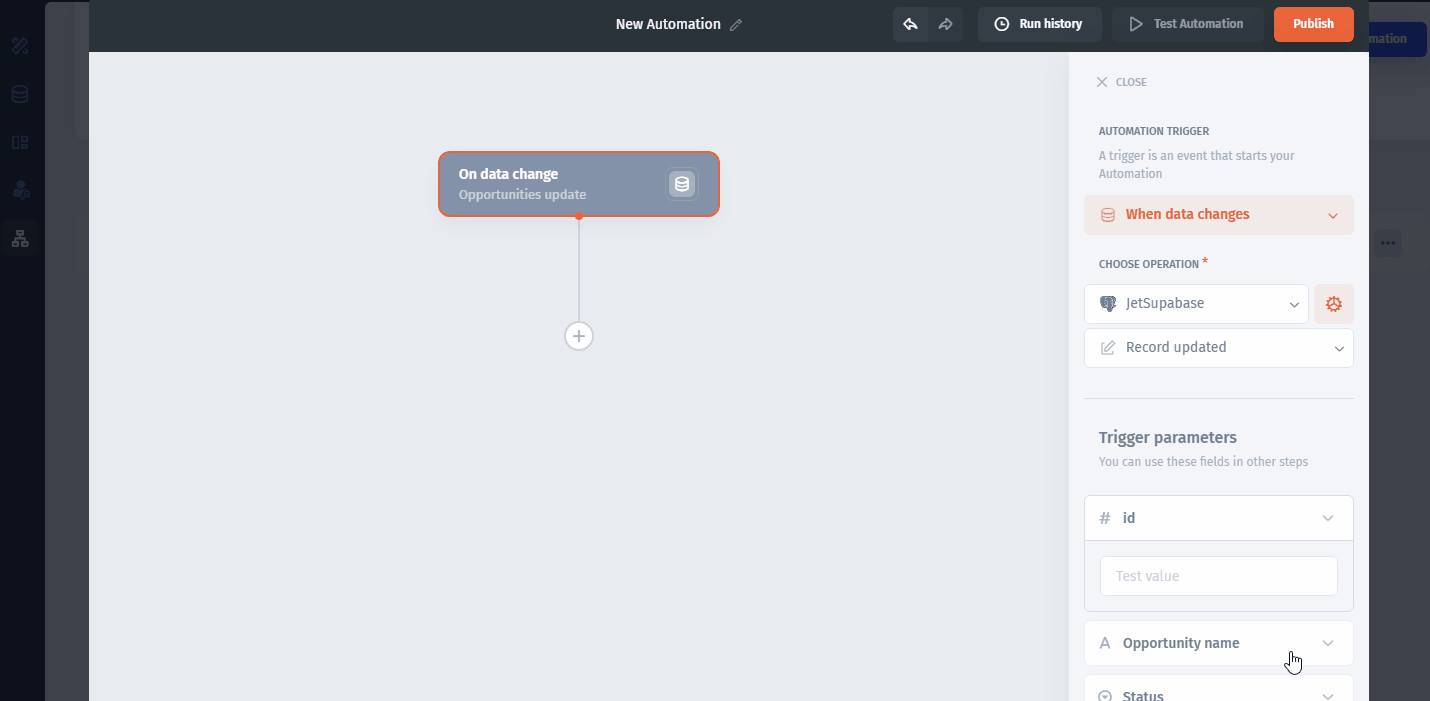 New Automation
Run history
Test Automation
Publish
mation
CLOSE
AUTOMATION TRIGGER
A trigger is an event that starts your
Automation
When data changes
CHOOSE OPERATION *
JetSupabase
Record updated
Trigger parameters
You can use these fields in other steps
# id
Test value
A Opportunity name
Status
On data change
Opportunities update